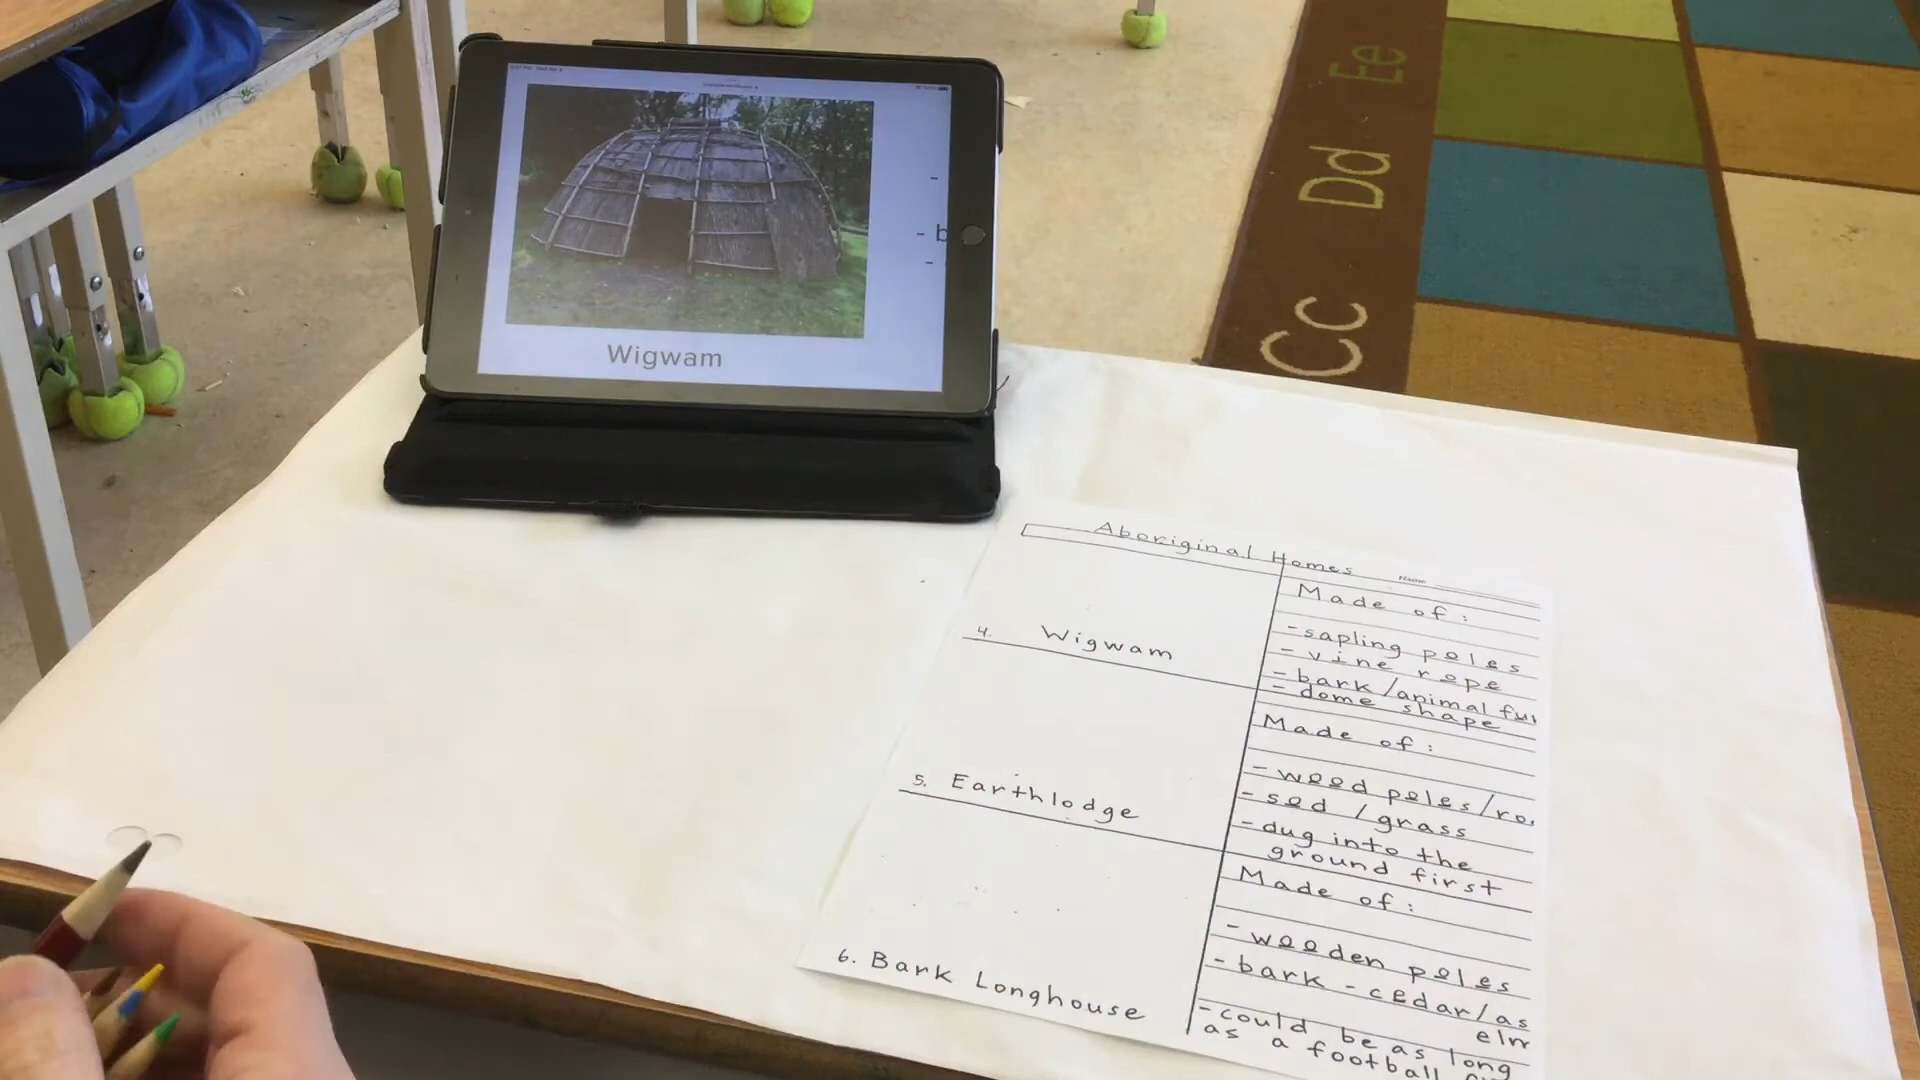 Ee
Dd
Cc
- b
-
-
Wigwam
Aboriginal Homes
Name
Made of:
4. Wigwam
- sapling poles
- vine rope
- bark/animal fur
- dome shape
5. Earthlodge
Made of:
- wood poles/
- sod / grass
- dug into the
ground first
6. Bark Longhouse
Made of:
- wooden poles
- bark - cedar/as
elm
- could be as long
as a football